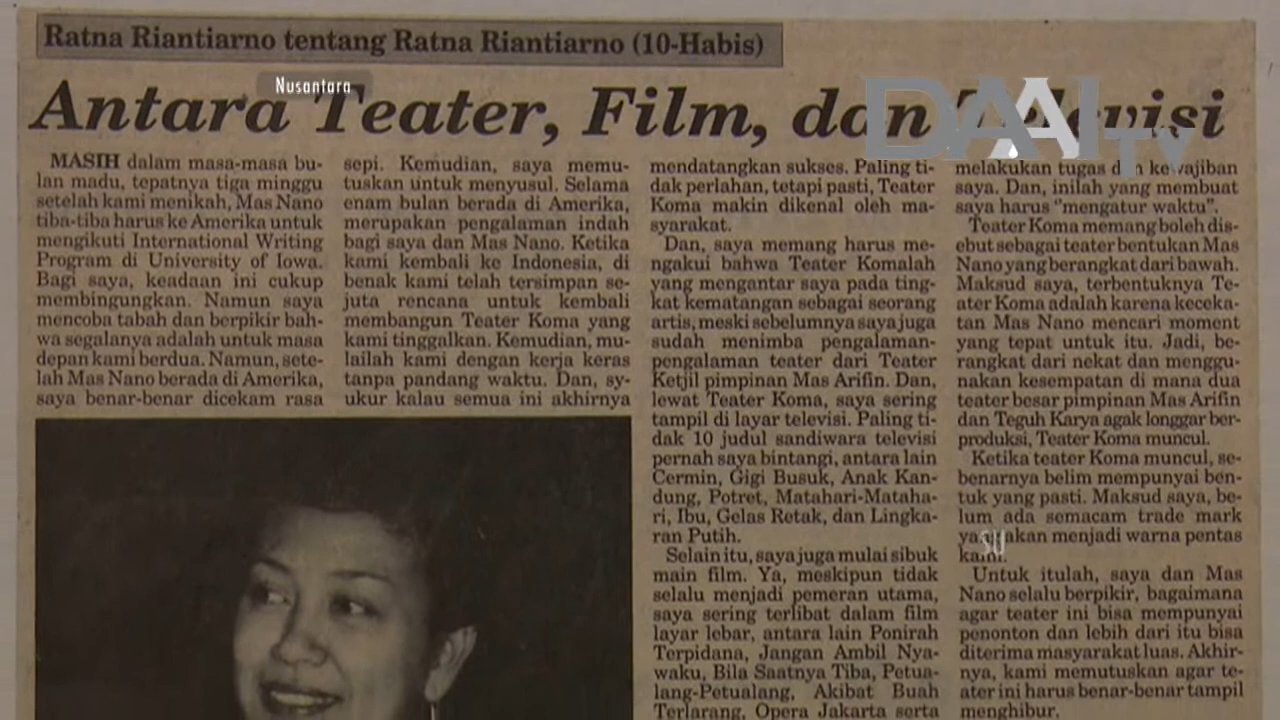 Ratna Riantiarno tentang Ratna Riantiarno (10-Habis)
Nusantara
DAAI TV
Antara Teater, Film, dan Televisi
MASIH dalam masa-masa bu-
lan madu, tepatnya tiga minggu
setelah kami menikah, Mas Nano
tiba-tiba harus ke Amerika untuk
mengikuti International Writing
Program di University of Iowa.
Bagi saya, keadaan ini cukup
membingungkan. Namun saya
mencoba tabah dan berpikir bah-
wa segalanya adalah untuk masa
depan kami berdua. Namun, sete-
lah Mas Nano berada di Amerika,
saya benar-benar dicekam rasa
sepi. Kemudian, saya memu-
tuskan untuk menyusul. Selama
enam bulan berada di Amerika,
merupakan pengalaman indah
bagi saya dan Mas Nano. Ketika
kami kembali ke Indonesia, di
benak kami telah tersimpan se-
juta rencana untuk kembali
membangun Teater Koma yang
kami tinggalkan. Kemudian, mu-
lailah kami dengan kerja keras
tanpa pandang waktu. Dan, sy-
ukur kalau semua ini akhirnya
mendatangkan sukses. Paling ti-
dak perlahan, tetapi pasti, Teater
Koma makin dikenal oleh ma-
syarakat.
Dan, saya memang harus me-
ngakui bahwa Teater Komalah
yang mengantar saya pada ting-
kat kematangan sebagai seorang
artis, meski sebelumnya saya juga
sudah menimba pengalaman-
pengalaman teater dari Teater
Ketjil pimpinan Mas Arifin. Dan,
lewat Teater Koma, saya sering
tampil di layar televisi. Paling ti-
dak 10 judul sandiwara televisi
pernah saya bintangi, antara lain
Cermin, Gigi Busuk, Anak Kan-
dung, Potret, Matahari-Mataha-
ri, Ibu, Gelas Retak, dan Lingka-
ran Putih.
Selain itu, saya juga mulai sibuk
main film. Ya, meskipun tidak
selalu menjadi pemeran utama,
saya sering terlibat dalam film
layar lebar, antara lain Ponirah
Terpidana, Jangan Ambil Nya-
waku, Bila Saatnya Tiba, Petua-
lang-Petualang, Akibat Buah
Terlarang, Opera Jakarta serta
melakukan tugas dan kewajiban
saya. Dan, inilah yang membuat
saya harus "mengatur waktu".
Teater Koma memang boleh dis-
ebut sebagai teater bentukan Mas
Nano yang berangkat dari bawah.
Maksud saya, terbentuknya Te-
ater Koma adalah karena keceka-
tan Mas Nano mencari moment
yang tepat untuk itu. Jadi, be-
rangkat dari nekat dan menggu-
nakan kesempatan di mana dua
teater besar pimpinan Mas Arifin
dan Teguh Karya agak longgar ber-
produksi, Teater Koma muncul.
Ketika teater Koma muncul, se-
benarnya belim mempunyai ben-
tuk yang pasti. Maksud saya, be-
lum ada semacam trade mark
yang akan menjadi warna pentas
kami.
Untuk itulah, saya dan Mas
Nano selalu berpikir, bagaimana
agar teater ini bisa mempunyai
penonton dan lebih dari itu bisa
diterima masyarakat luas. Akhir-
nya, kami memutuskan agar te-
ater ini harus benar-benar tampil
menghibur.